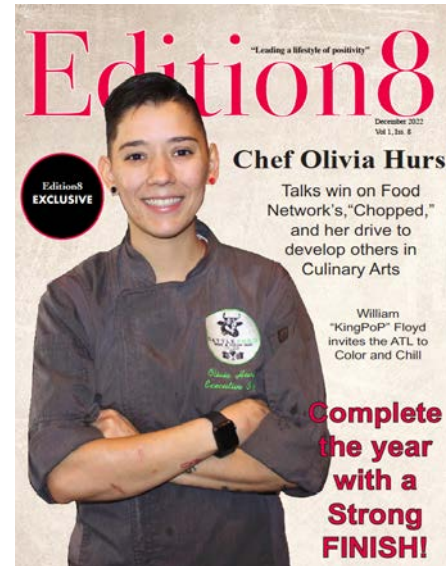 "Leading a lifestyle of positivity"
Edition8
December 2022
Vol 1, Iss. 8
Chef Olivia Hurs
Edition8
EXCLUSIVE
Talks win on Food
Network's,"Chopped,"
and her drive to
develop others in
Culinary Arts
William
"KingPoP" Floyd
invites the ATL to
Color and Chill
Olivia
Executive
Complete
the year
with a
Strong
FINISH!